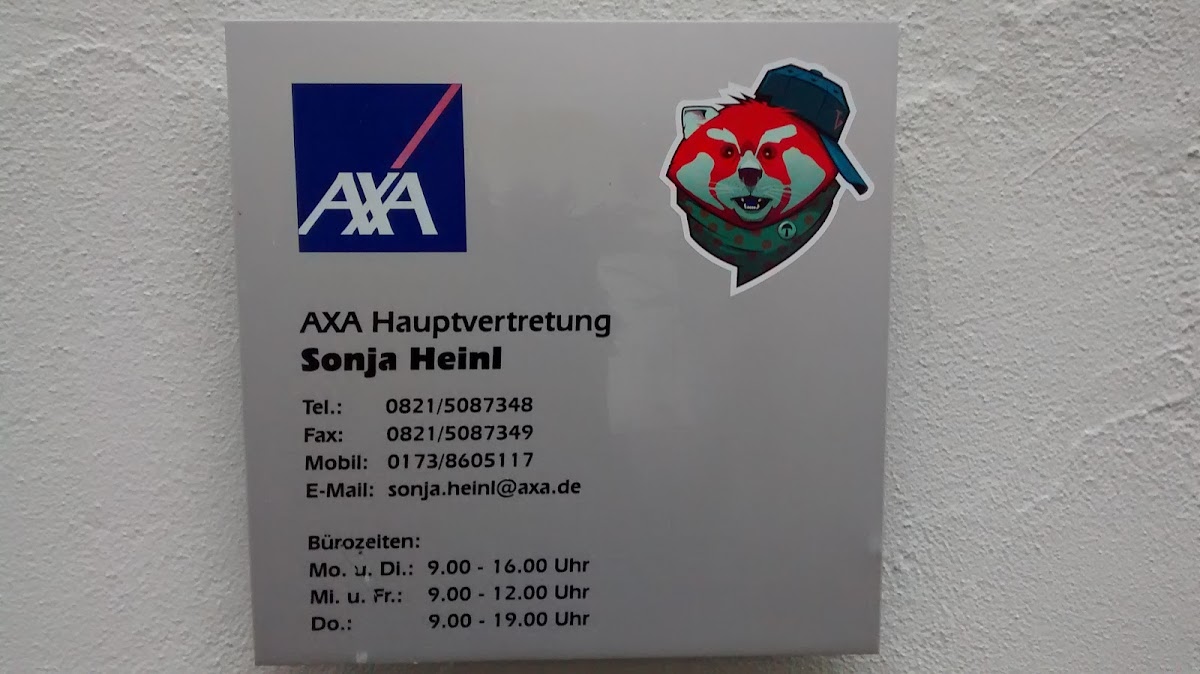 AXA
AXA Hauptvertretung
Sonja Heinl
Tel.: 0821/5087348
Fax: 0821/5087349
Mobil: 0173/8605117
E-Mail: sonja.heinl@axa.de
Bürozeiten:
Mo. u. Di.: 9.00 - 16.00 Uhr
Mi. u. Fr.: 9.00 - 12.00 Uhr
Do.: 9.00 - 19.00 Uhr